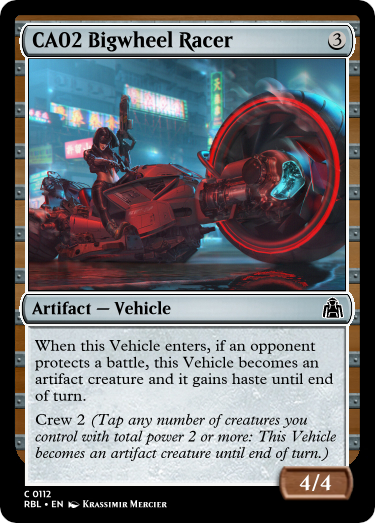 CA02 Bigwheel Racer 3
Artifact — Vehicle
When this Vehicle enters, if an opponent
protects a battle, this Vehicle becomes an
artifact creature and it gains haste until end
of turn.
Crew 2 (Tap any number of creatures you
control with total power 2 or more: This Vehicle
becomes an artifact creature until end of turn.)
4/4
C 0112
RBL • EN Krassimir Mercier